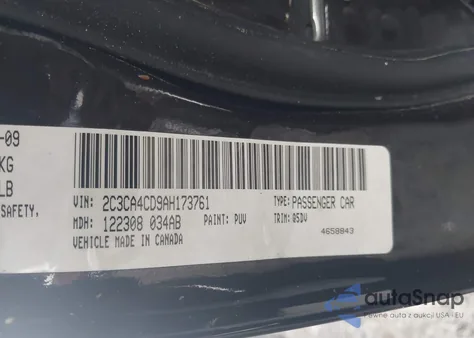 -09
KG
LB
SAFETY,
VIN: 2C3CA4CD9AH173761 TYPE: PASSENGER CAR
MDH: 122308 034AB PAINT: PUV TRIM: A5DV
VEHICLE MADE IN CANADA 4658843
autaSnap
Pewne auta z aukcji USA - EU